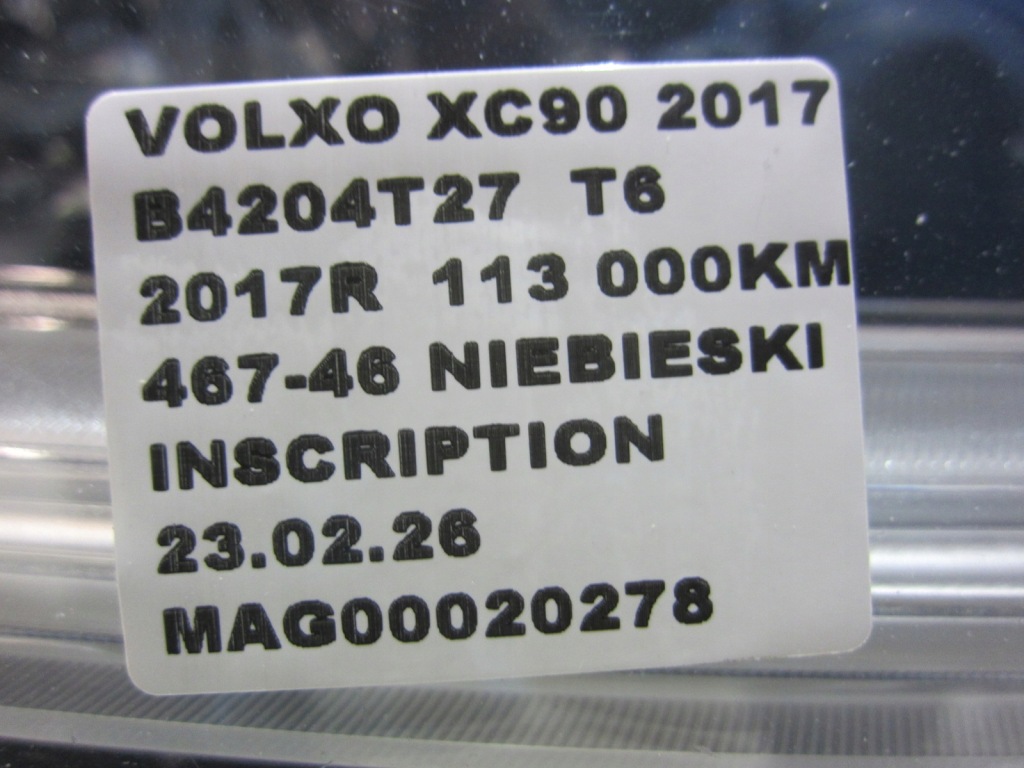 VOLXO XC90 2017
B4204T27 T6
2017R 113 000KM
467-46 NIEBIESKI
INSCRIPTION
23.02.26
MAG00020278